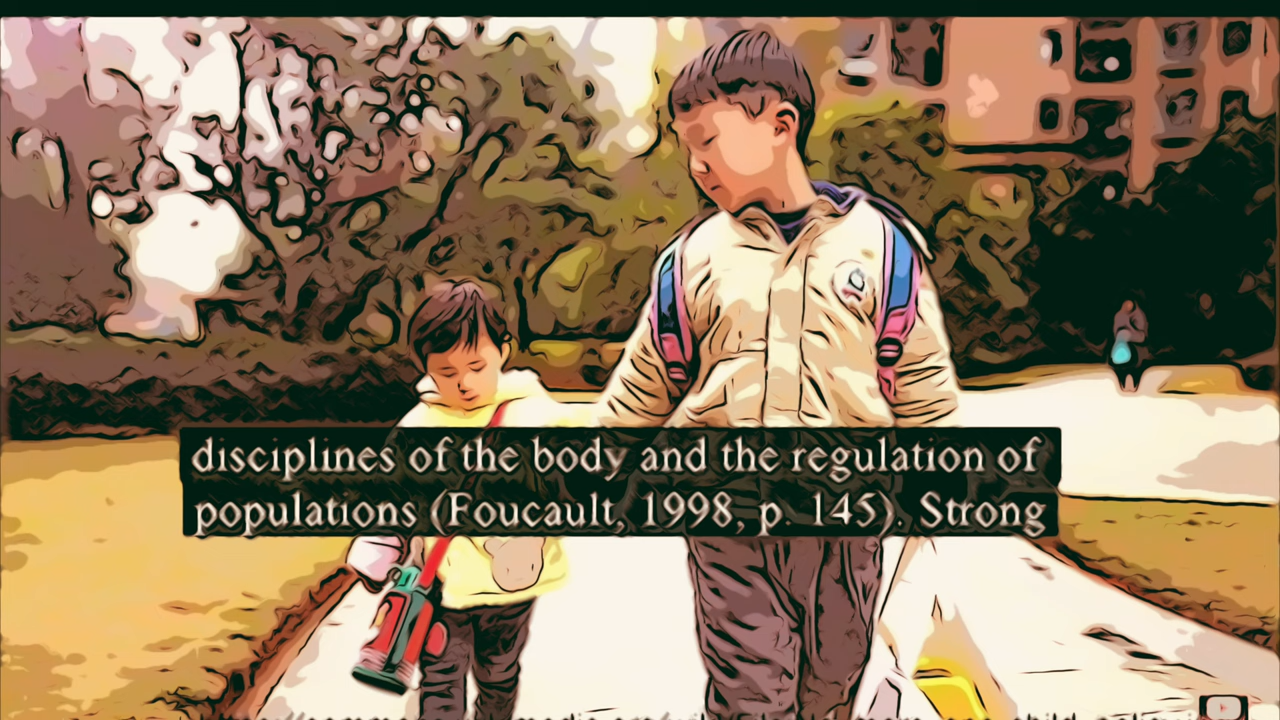 disciplines of the body and the regulation of
populations (Foucault, 1998, p. 145). Strong